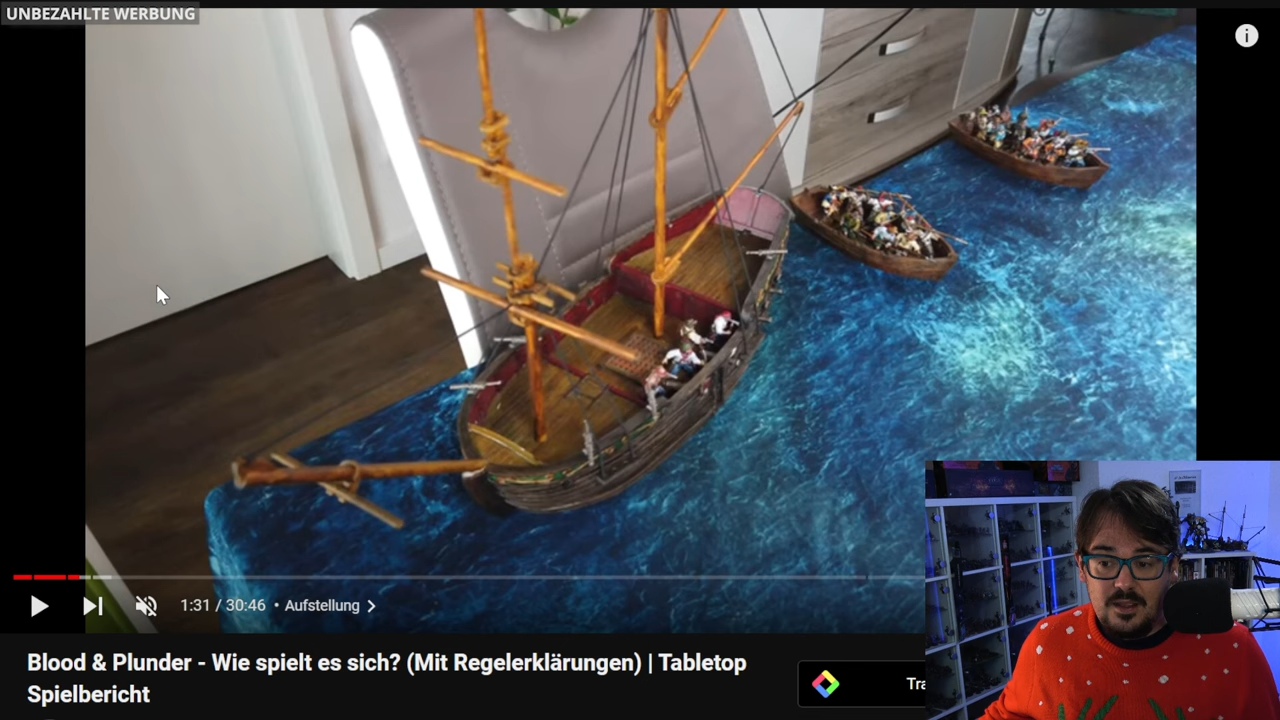 UNBEZAHLTE WERBUNG
1:31 / 30:46 • Aufstellung
Blood & Plunder - Wie spielt es sich? (Mit Regelerklärungen) | Tabletop
Spielbericht
Tra